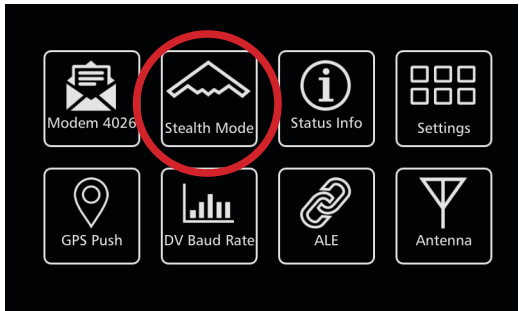 Modem 4026
Stealth Mode
Status Info
Settings
GPS Push
DV Baud Rate
ALE
Antenna